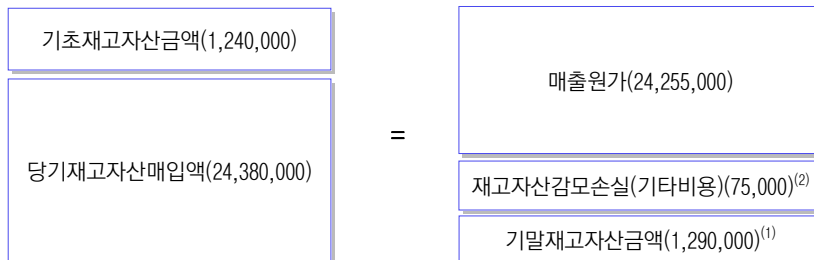 기초재고자산금액(1,240,000)
당기재고자산매입액(24,380,000)
=
매출원가(24,255,000)
재고자산감모손실(기타비용)(75,000)(2)
기말재고자산금액(1,290,000)(1)